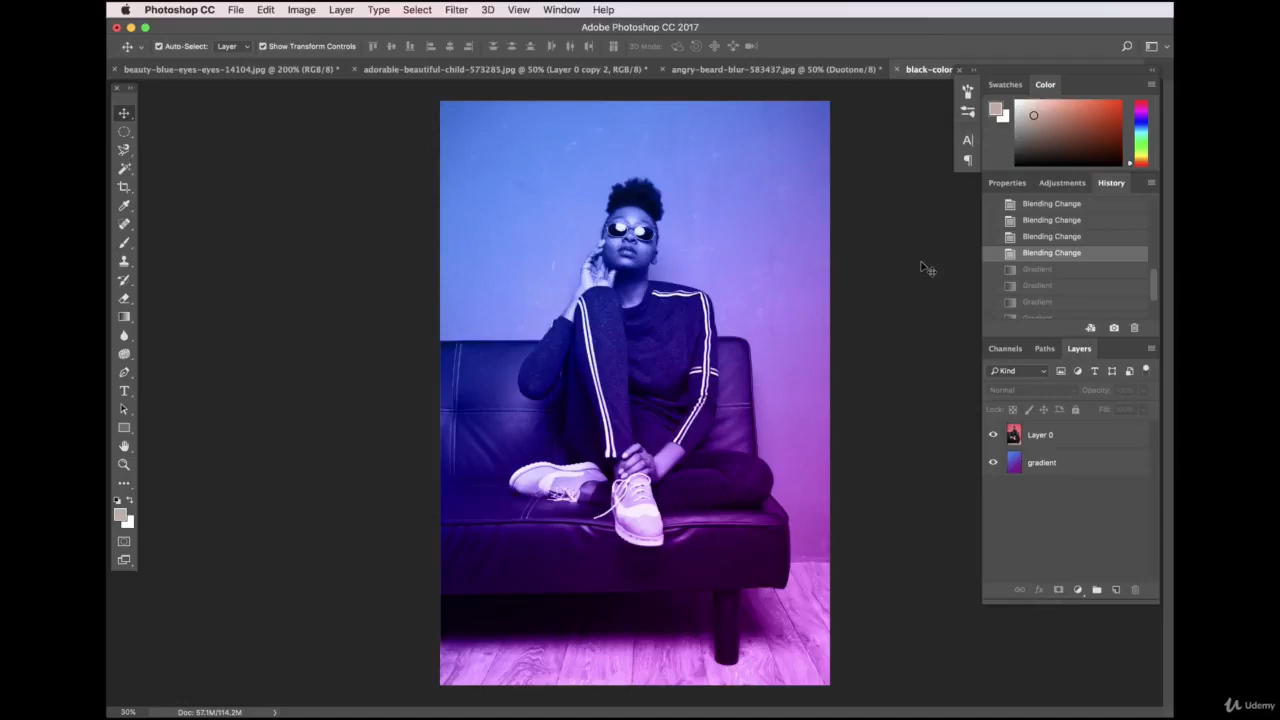 Photoshop CC File Edit Image Layer Type Select Filter 3D View Window Help
Adobe Photoshop CC 2017
Auto-Select: Layer Show Transform Controls 3D Mode:
beauty-blue-eyes-eyes-14104.jpg @ 200% (RGB/8) * adorable-beautiful-child-573285.jpg @ 50% (Layer 0 copy 2, RGB/8) * angry-beard-blur-583437.jpg @ 50% (Duotone/8) * black-color
Swatches Color
Properties Adjustments History
Blending Change
Blending Change
Blending Change
Blending Change
Gradient
Gradient
Gradient
Channels Paths Layers
Kind
Normal Opacity: 100%
Lock: Fill: 100%
Layer 0
gradient
30% Doc: 57.1M/114.2M
Udemy